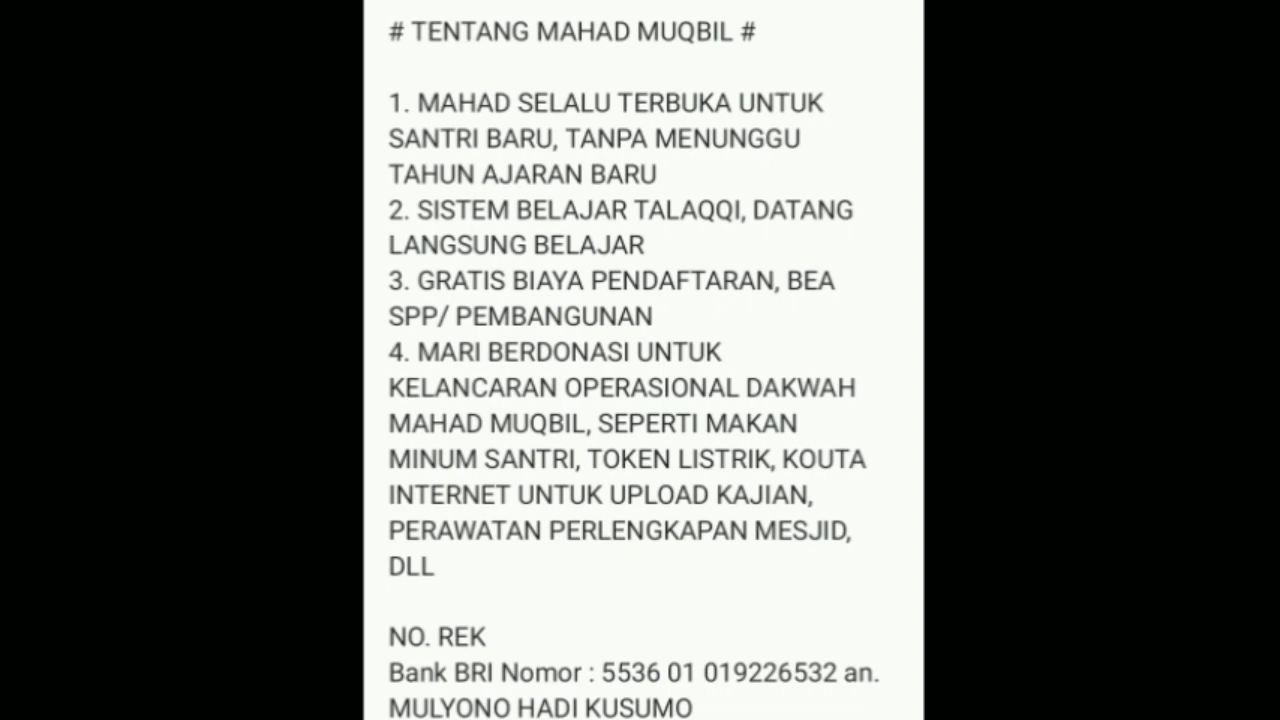 # TENTANG MAHAD MUQBIL #
1. MAHAD SELALU TERBUKA UNTUK
SANTRI BARU, TANPA MENUNGGU
TAHUN AJARAN BARU
2. SISTEM BELAJAR TALAQQI, DATANG
LANGSUNG BELAJAR
3. GRATIS BIAYA PENDAFTARAN, BEA
SPP/ PEMBANGUNAN
4. MARI BERDONASI UNTUK
KELANCARAN OPERASIONAL DAKWAH
MAHAD MUQBIL, SEPERTI MAKAN
MINUM SANTRI, TOKEN LISTRIK, KOUTA
INTERNET UNTUK UPLOAD KAJIAN,
PERAWATAN PERLENGKAPAN MESJID,
DLL
NO. REK
Bank BRI Nomor : 5536 01 019226532 an.
MULYONO HADI KUSUMO